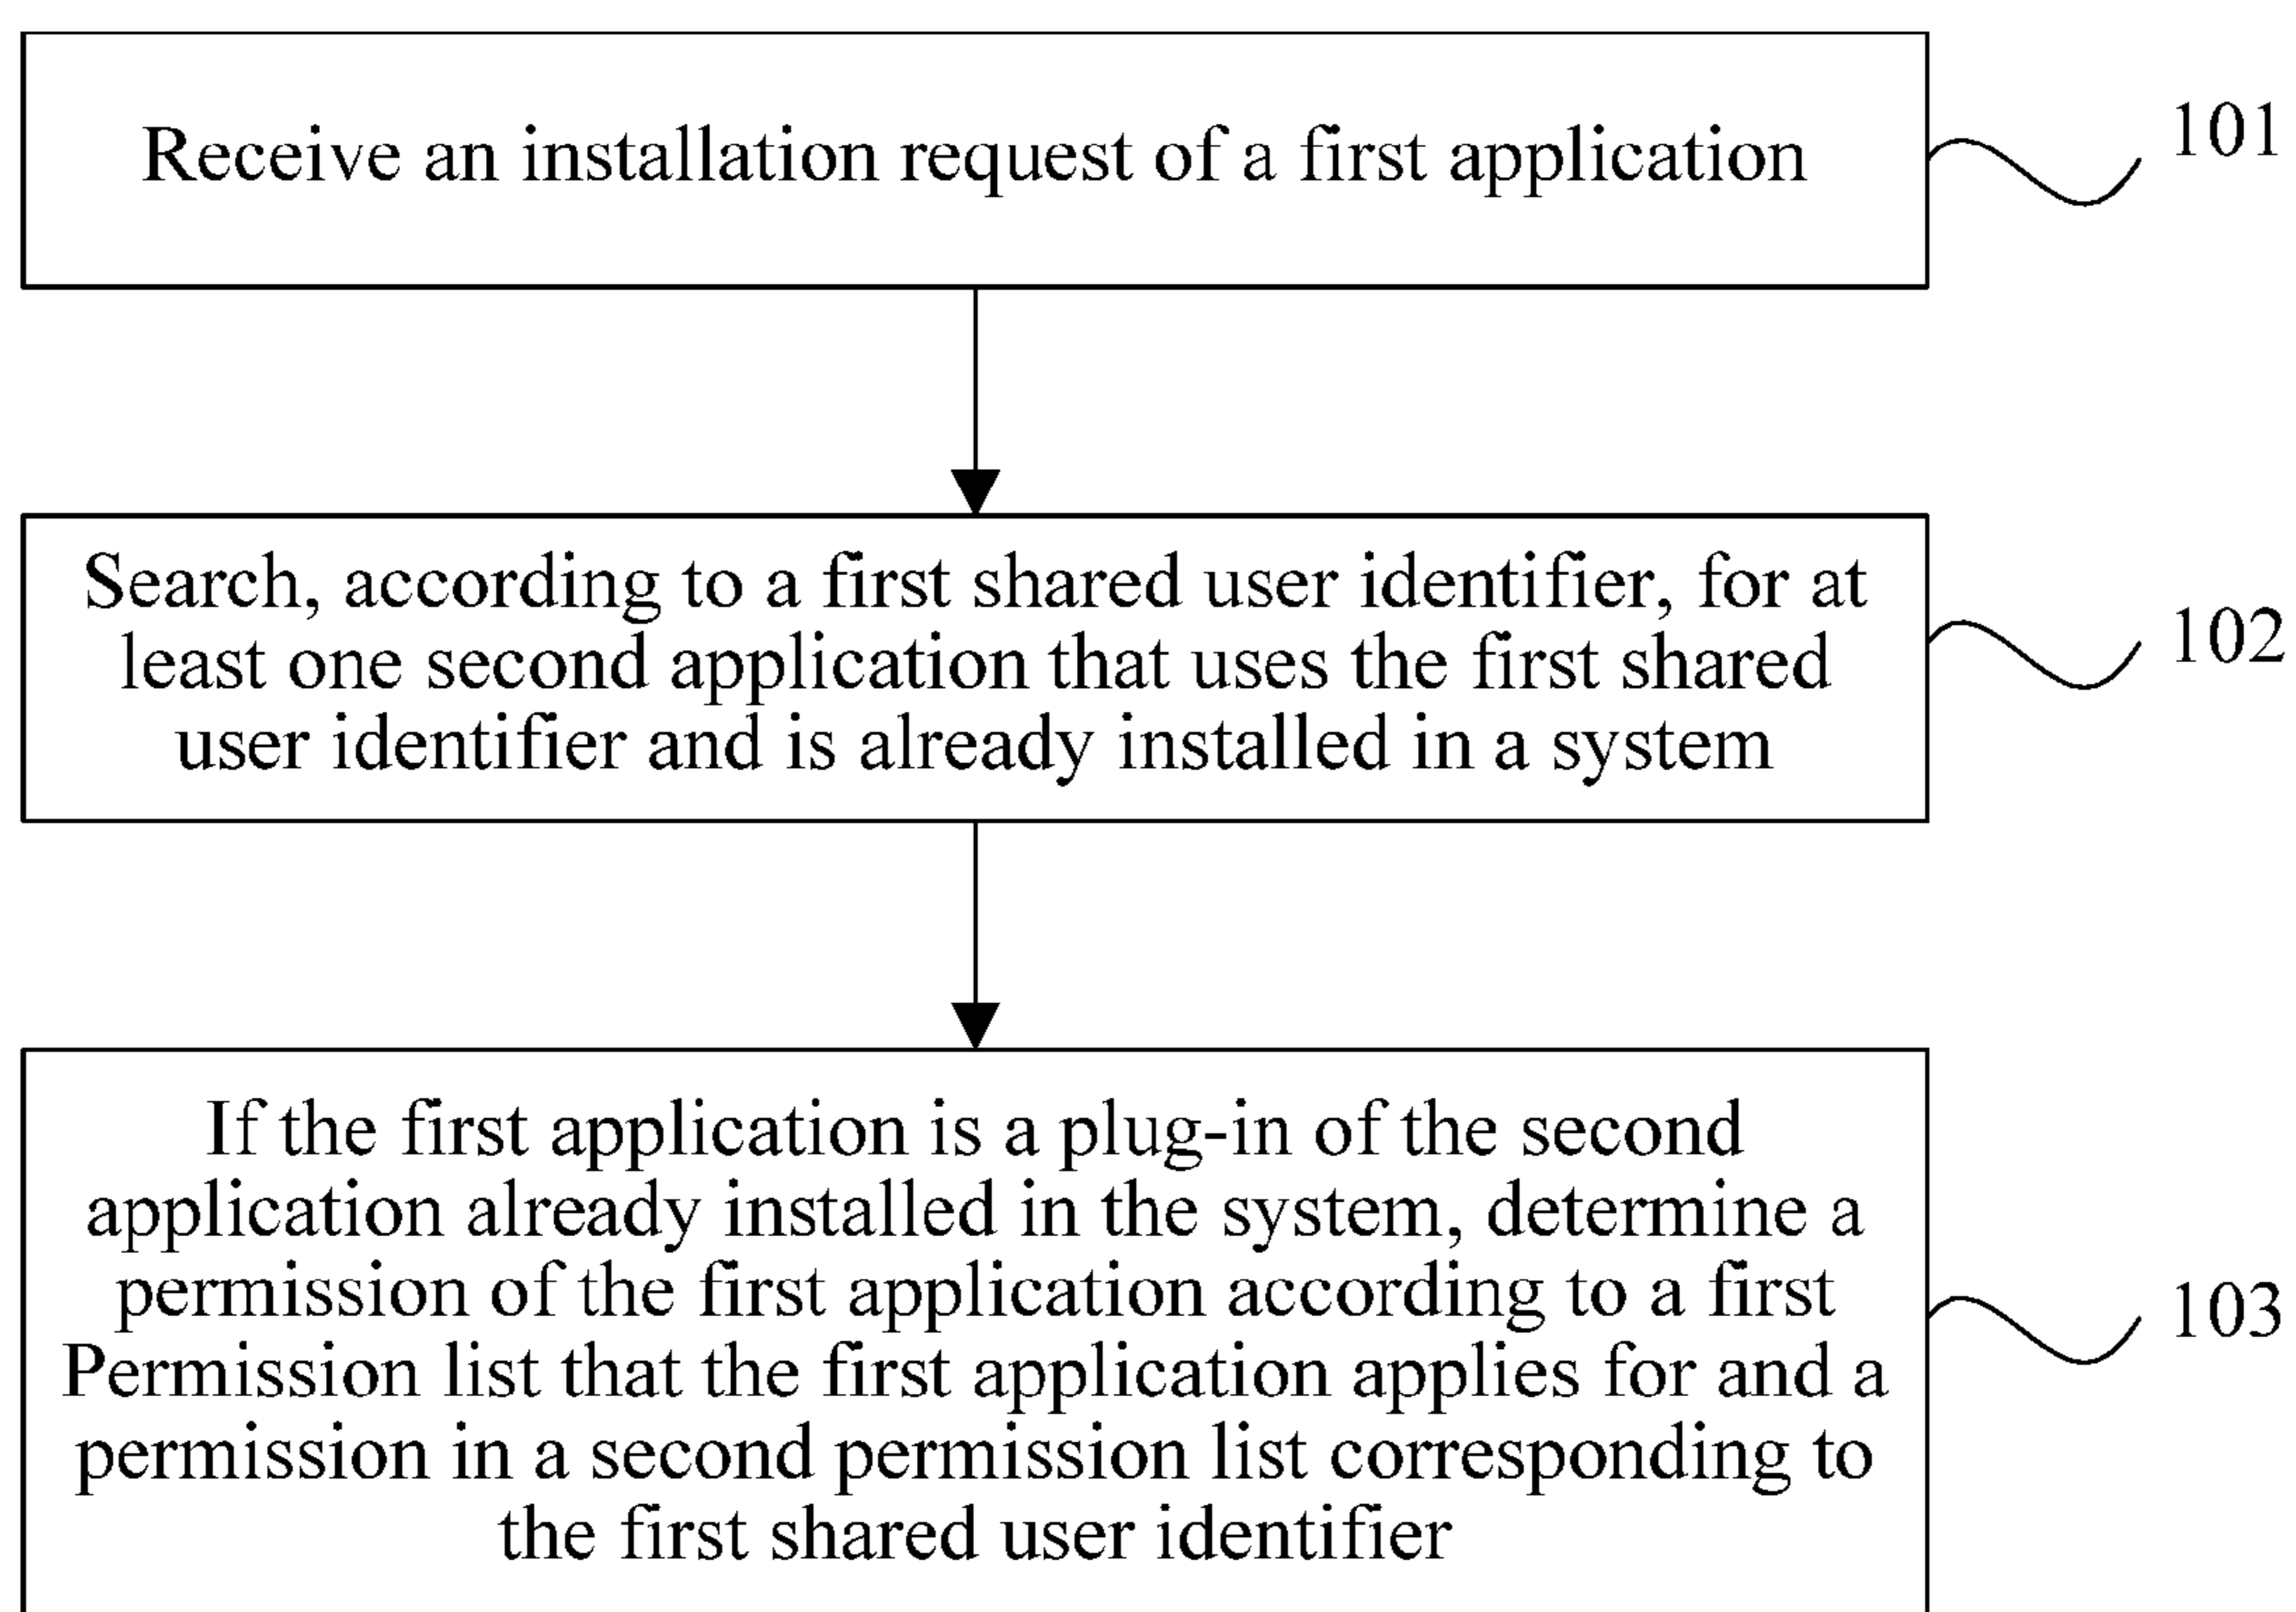 Receive an installation request of a first application
101
Search, according to a first shared user identifier, for at
least one second application that uses the first shared
user identifier and is already installed in a system
102
If the first application is a plug-in of the second
application already installed in the system, determine a
permission of the first application according to a first
Permission list that the first application applies for and a
permission in a second permission list corresponding to
the first shared user identifier
103